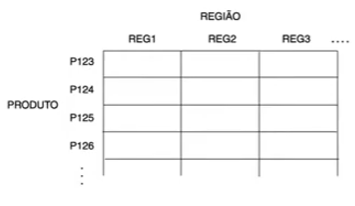 REGIÃO
REG1 REG2 REG3 ....
P123
P124
PRODUTO P125
P126